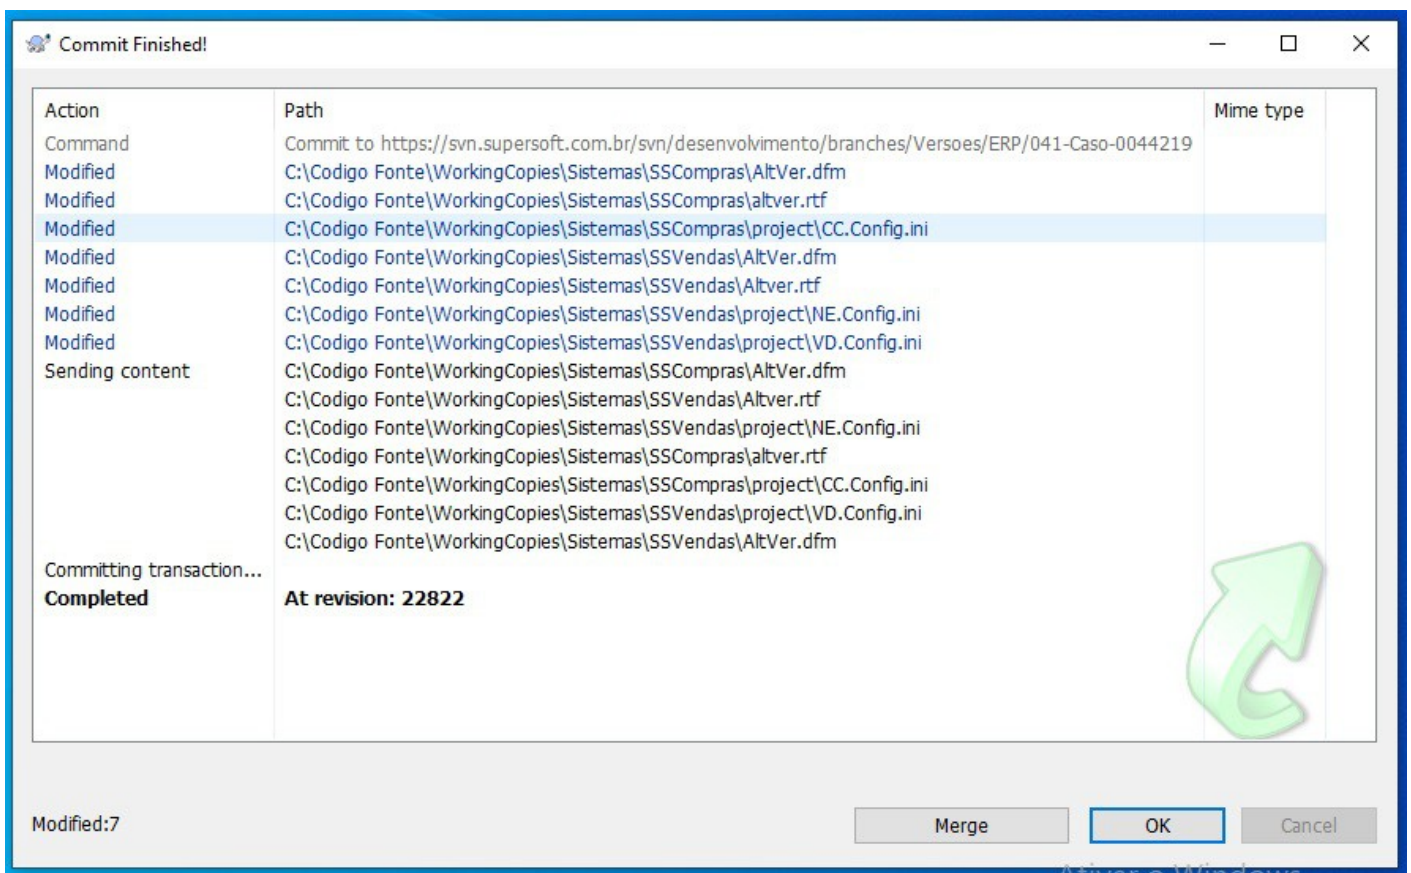 Commit Finished!
Action Path Mime type
Command Commit to https://svn.supersoft.com.br/svn/desenvolvimento/branches/Versoes/ERP/041-Caso-0044219
Modified C:\Codigo Fonte\WorkingCopies\Sistemas\SSCompras\AltVer.dfm
Modified C:\Codigo Fonte\WorkingCopies\Sistemas\SSCompras\altver.rtf
Modified C:\Codigo Fonte\WorkingCopies\Sistemas\SSCompras\project\CC.Config.ini
Modified C:\Codigo Fonte\WorkingCopies\Sistemas\SSVendas\AltVer.dfm
Modified C:\Codigo Fonte\WorkingCopies\Sistemas\SSVendas\Altver.rtf
Modified C:\Codigo Fonte\WorkingCopies\Sistemas\SSVendas\project\NE.Config.ini
Modified C:\Codigo Fonte\WorkingCopies\Sistemas\SSVendas\project\VD.Config.ini
Sending content C:\Codigo Fonte\WorkingCopies\Sistemas\SSCompras\AltVer.dfm
C:\Codigo Fonte\WorkingCopies\Sistemas\SSVendas\Altver.rtf
C:\Codigo Fonte\WorkingCopies\Sistemas\SSVendas\project\NE.Config.ini
C:\Codigo Fonte\WorkingCopies\Sistemas\SSCompras\altver.rtf
C:\Codigo Fonte\WorkingCopies\Sistemas\SSCompras\project\CC.Config.ini
C:\Codigo Fonte\WorkingCopies\Sistemas\SSVendas\project\VD.Config.ini
C:\Codigo Fonte\WorkingCopies\Sistemas\SSVendas\AltVer.dfm
Committing transaction...
Completed At revision: 22822
Modified:7 Merge OK Cancel
Ativar o Windows